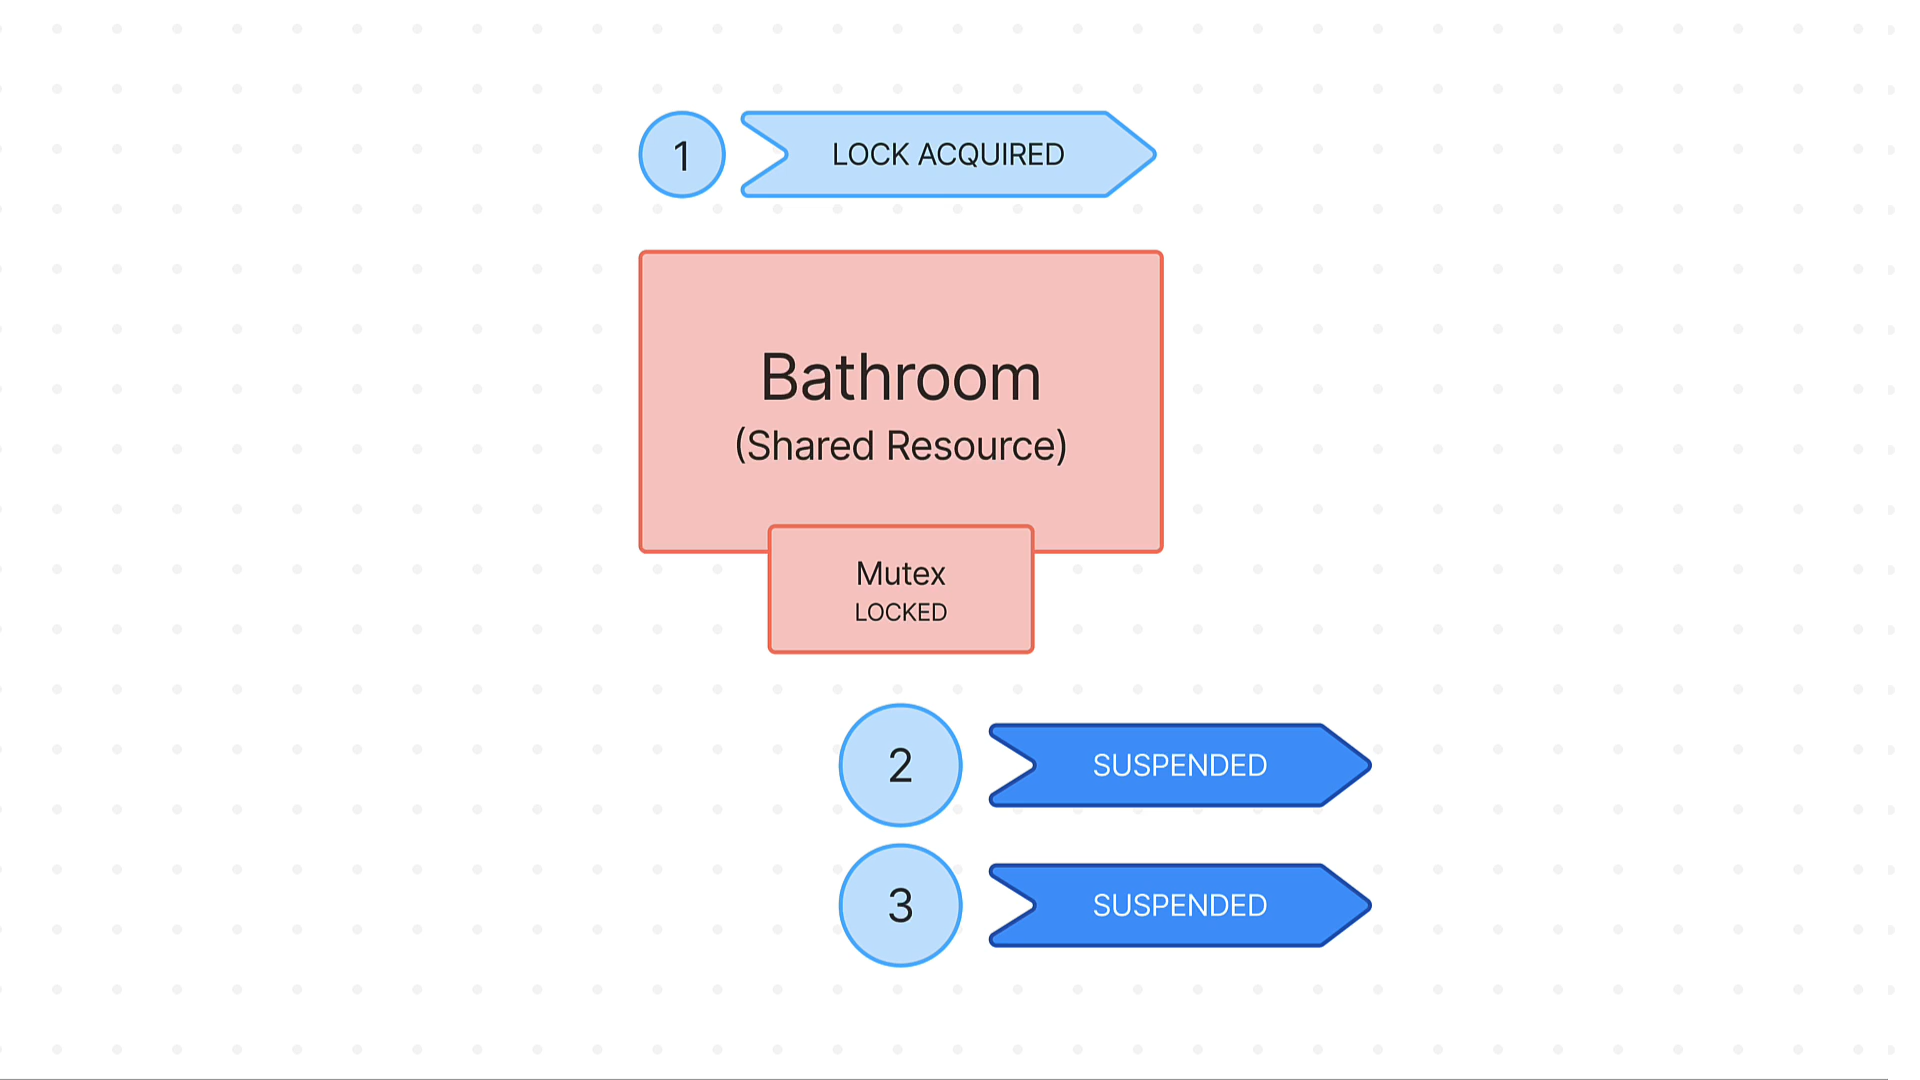 1
LOCK ACQUIRED
Bathroom
(Shared Resource)
Mutex
LOCKED
2
SUSPENDED
3
SUSPENDED